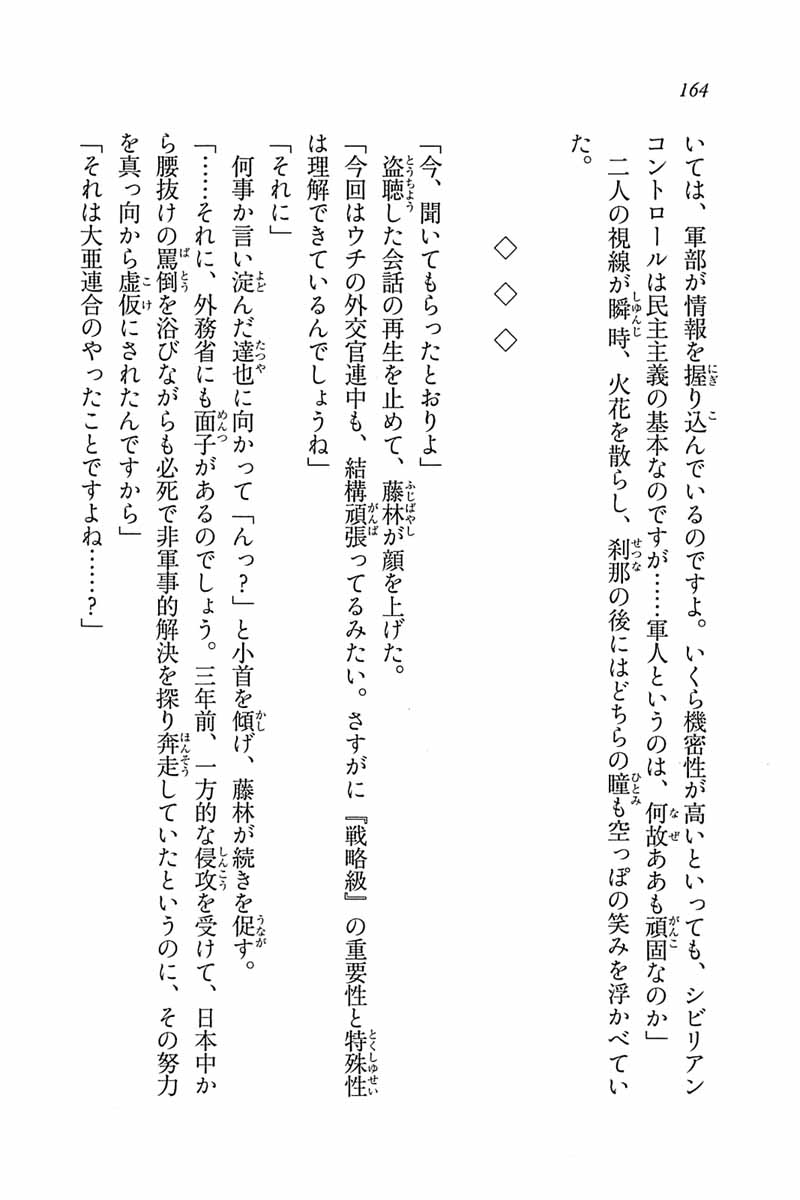 164
いては、軍部が情報を握り込んでいるのですよ。いくら機密性が高いといっても、シビリアン
コントロールは民主主義の基本なのですが……軍人というのは、何故ああも頑固なのか」
二人の視線が瞬時、火花を散らし、刹那の後にはどちらの瞳も空っぽの笑みを浮かべてい
た。
◇ ◇ ◇
「今、聞いてもらったとおりよ」
盗聴した会話の再生を止めて、藤林が顔を上げた。
「今回はウチの外交官連中も、結構頑張ってるみたい。さすがに『戦略級』の重要性と特殊性
は理解できているんでしょうね」
「それに」
何事か言い淀んだ達也に向かって「んっ？」と小首を傾げ、藤林が続きを促す。
「……それに、外務省にも面子があるのでしょう。三年前、一方的な侵攻を受けて、日本中か
ら腰抜けの罵倒を浴びながらも必死で非軍事的解決を探り奔走していたというのに、その努力
を真っ向から虚仮にされたんですから」
「それは大亜連合のやったことですよね……？」